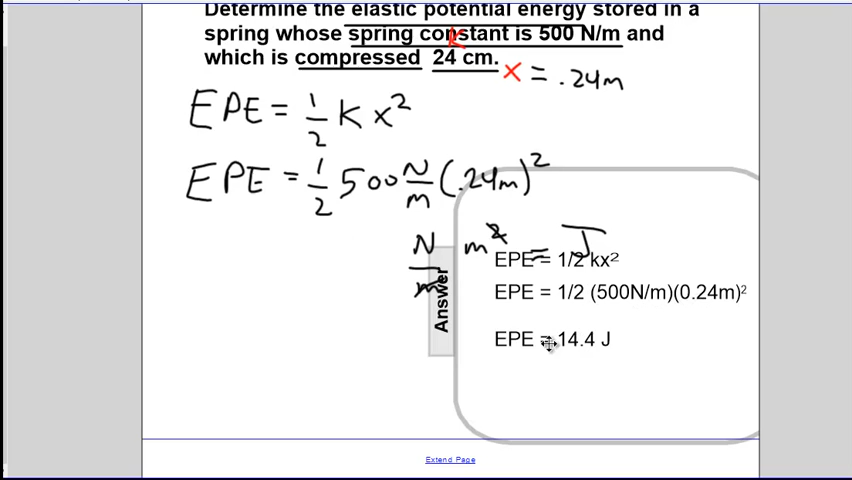 Determine the elastic potential energy stored in a
spring whose spring constant is 500 N/m and
K
which is compressed 24 cm.
x = .24m
EPE = 1/2 K x²
EPE = 1/2 500 N/m (.24m)²
N/m m² = J
Answer
EPE = 1/2 kx²
EPE = 1/2 (500N/m)(0.24m)²
EPE = 14.4 J
Extend Page